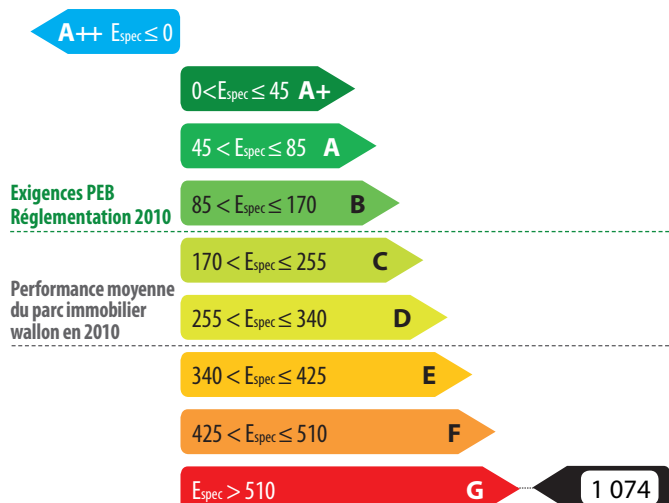 A++ Espec ≤ 0
0<Espec ≤ 45 A+
45 < Espec ≤ 85 A
Exigences PEB
Réglementation 2010
85 < Espec ≤ 170 B
170 < Espec ≤ 255 C
Performance moyenne
du parc immobilier
wallon en 2010
255 < Espec ≤ 340 D
340 < Espec ≤ 425 E
425 < Espec ≤ 510 F
Espec > 510 G
1 074